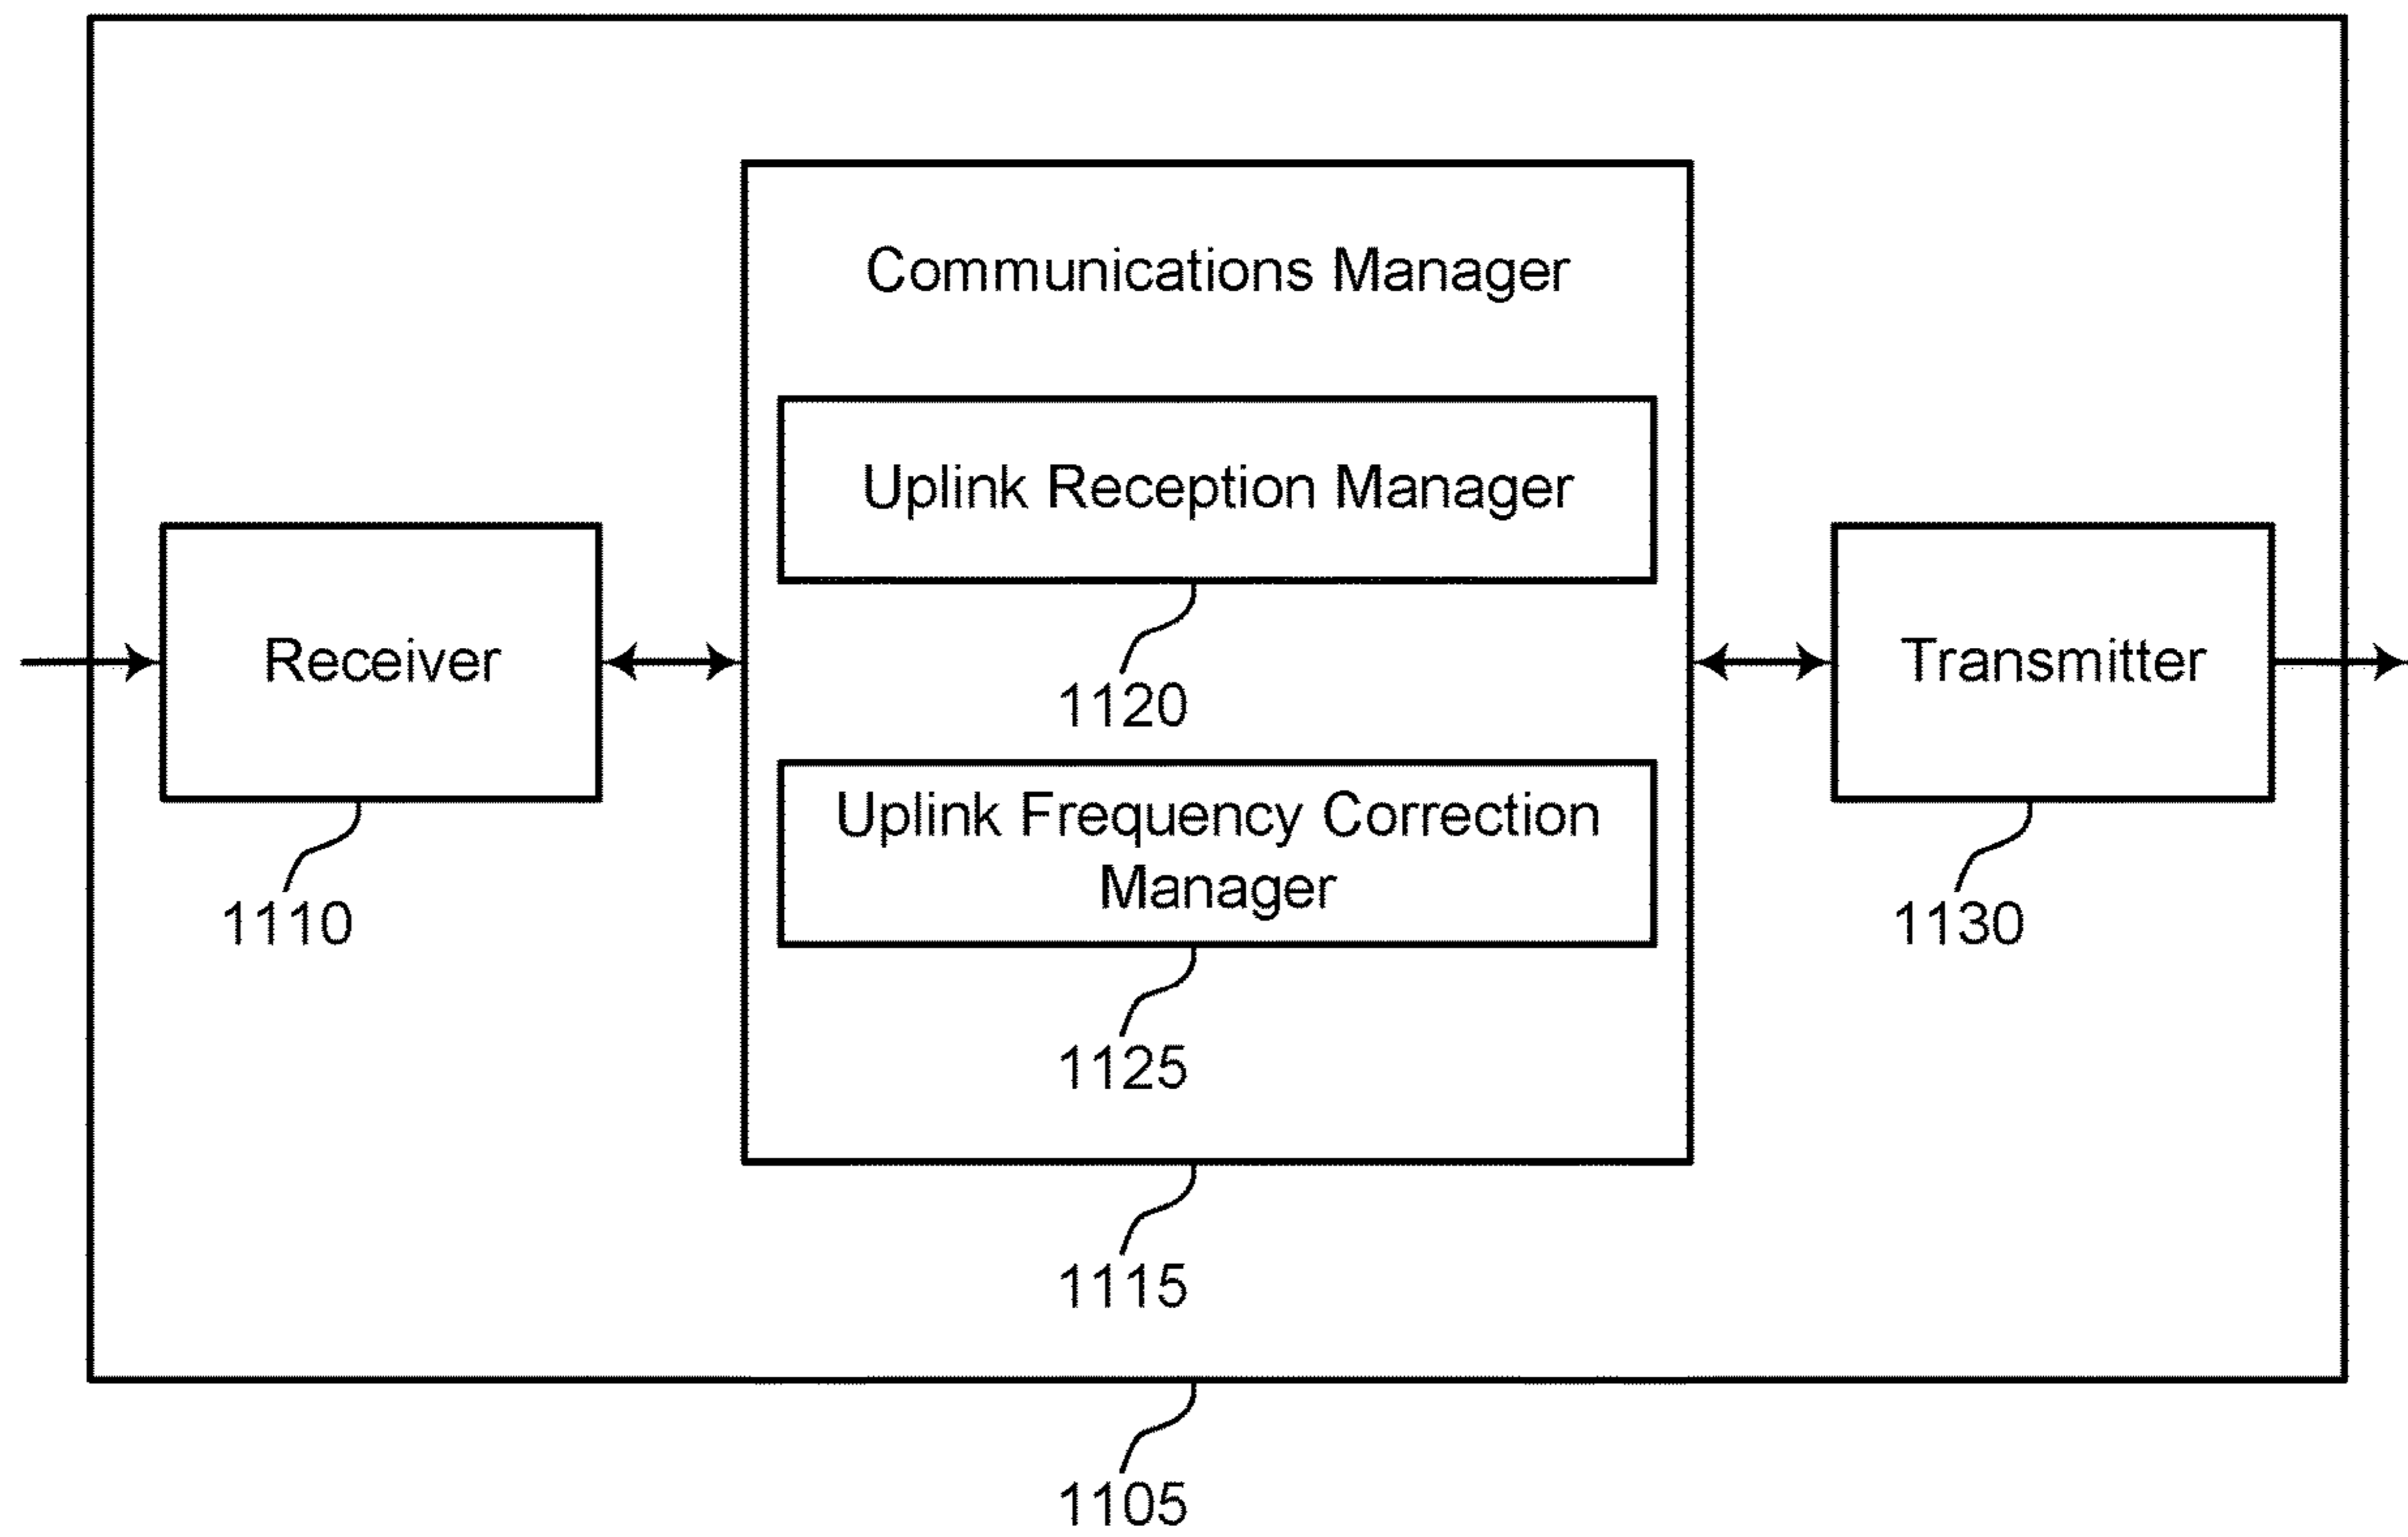 Communications Manager
Uplink Reception Manager
1120
Receiver
1110
Uplink Frequency Correction
Manager
1125
Transmitter
1130
1115
1105